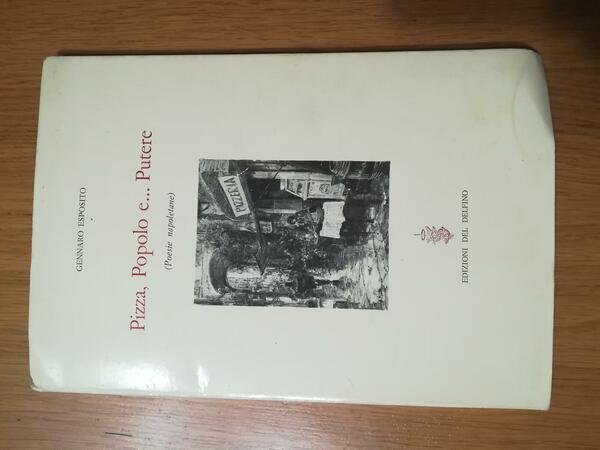 GENNARO ESPOSITO
Pizza, Popolo e... Putere
(Poesie napoletane)
PIZZERIA
EDIZIONI DEL DELFINO